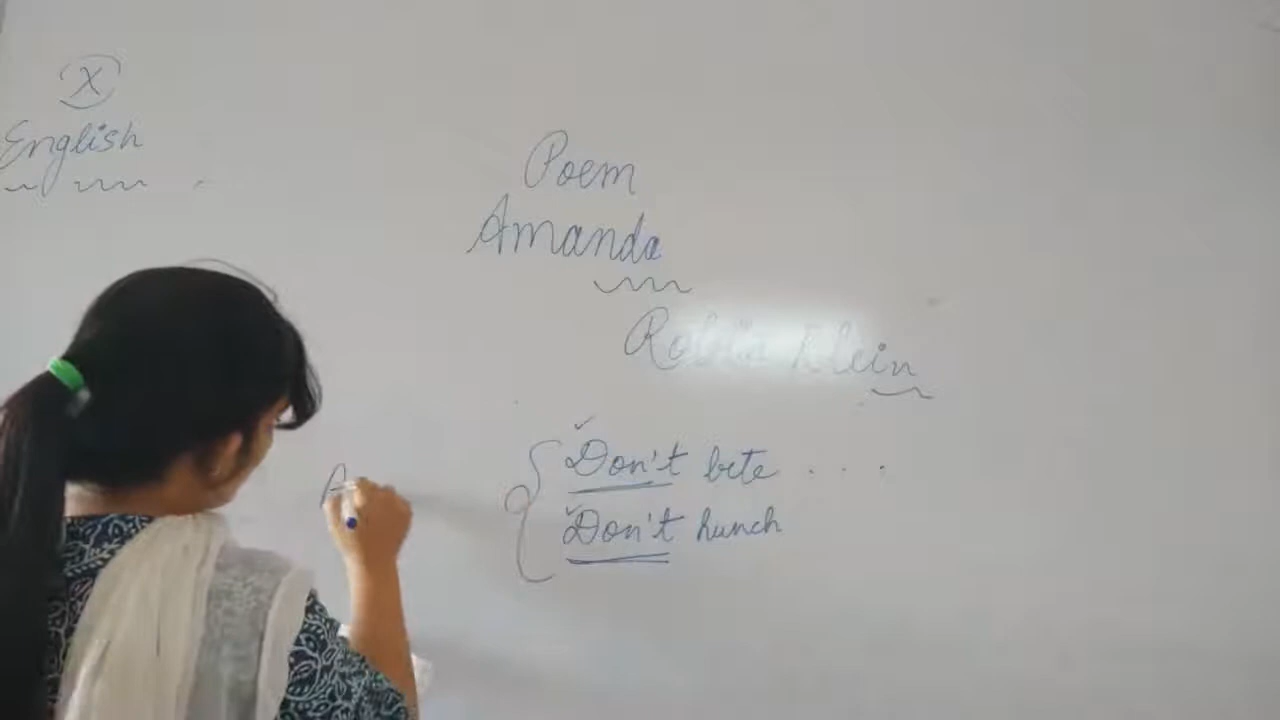 X
English
Poem
Amanda
Robin Klein
Don't bite . . . .
Don't hunch
A